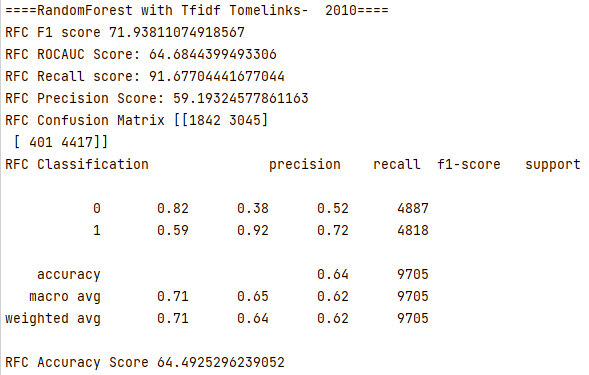 ====RandomForest with Tfidf Tomelinks-  2010====
RFC F1 score 71.93811074918567
RFC ROCAUC Score: 64.6844399493306
RFC Recall score: 91.67704441677044
RFC Precision Score: 59.19324577861163
RFC Confusion Matrix [[1842 3045]
 [ 401 4417]]
RFC Classification               precision    recall  f1-score   support
           0       0.82      0.38      0.52      4887
           1       0.59      0.92      0.72      4818
    accuracy                           0.64      9705
   macro avg       0.71      0.65      0.62      9705
weighted avg       0.71      0.64      0.62      9705
RFC Accuracy Score 64.4925296239052